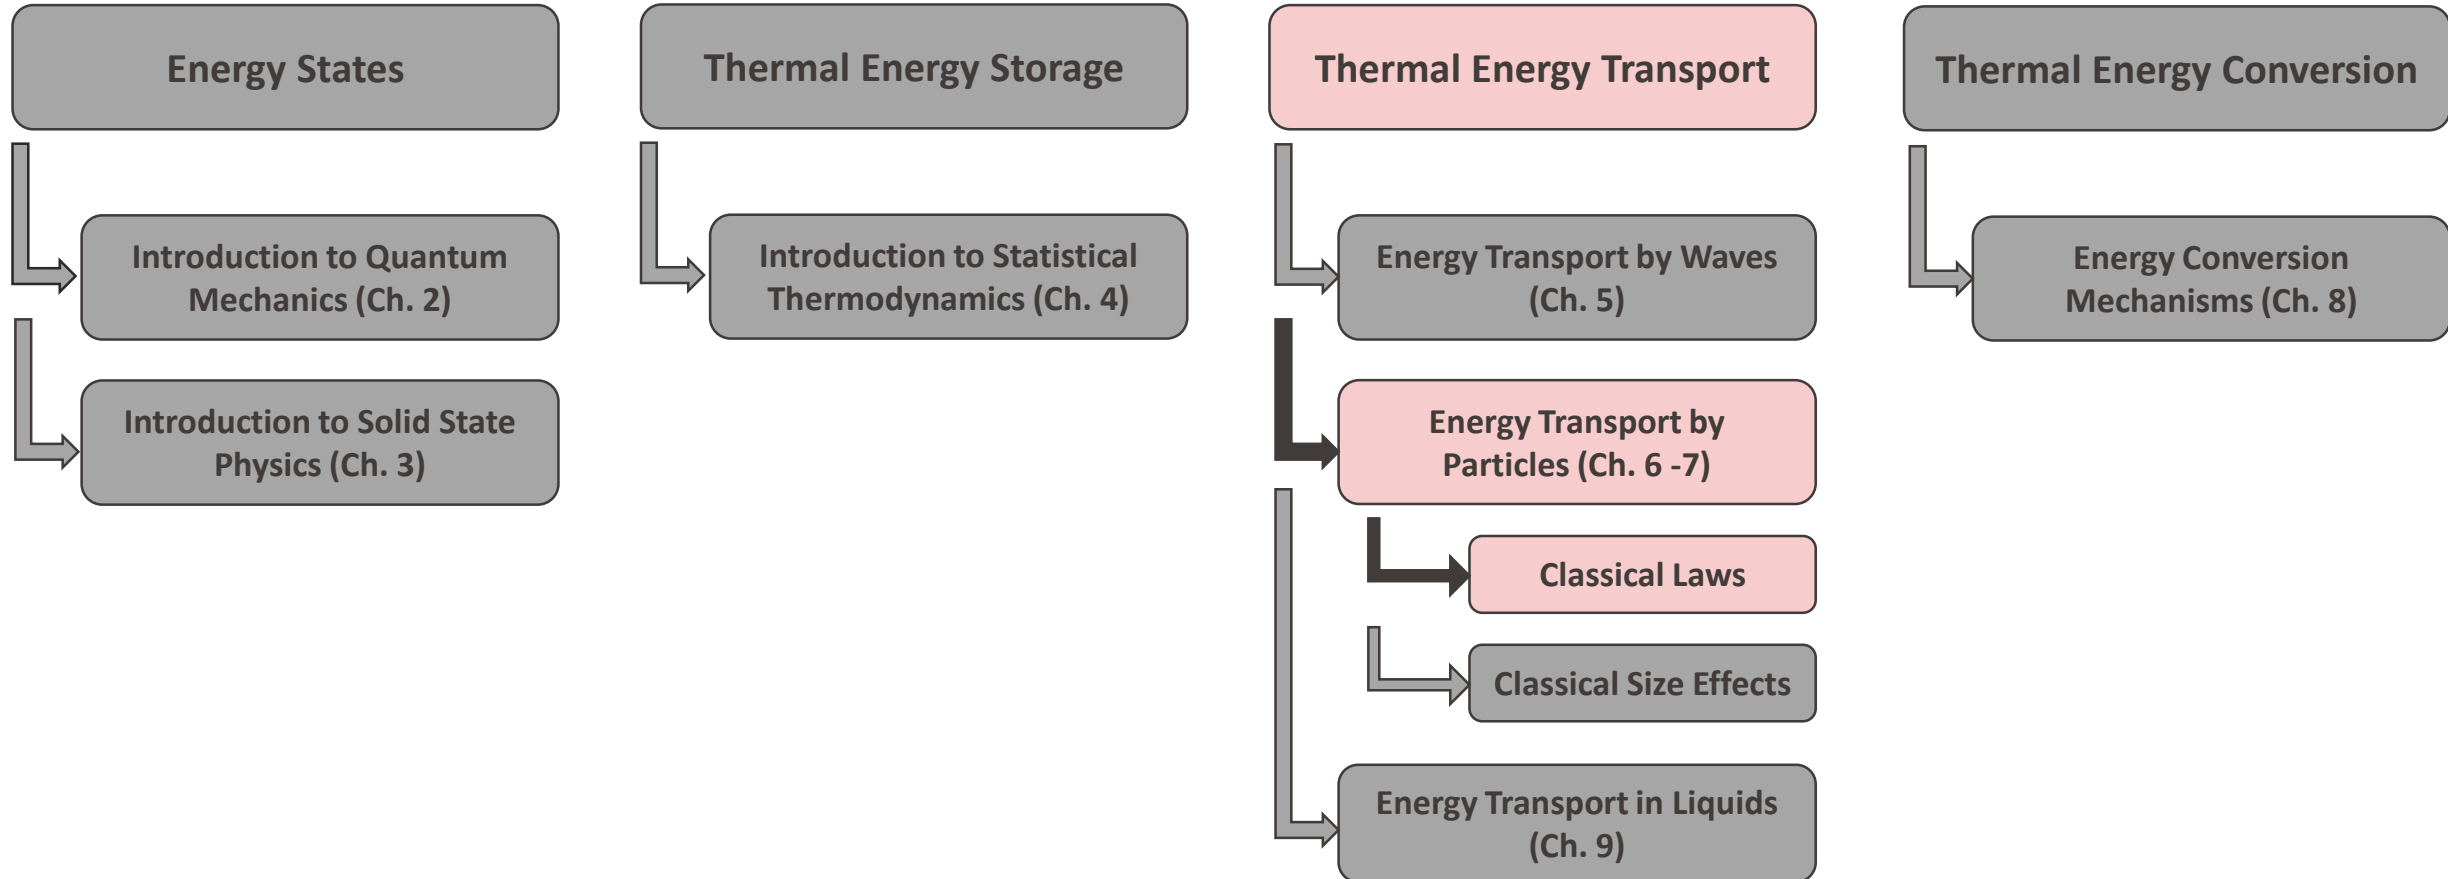 Energy States
Introduction to Quantum
Mechanics (Ch. 2)
Introduction to Solid State
Physics (Ch. 3)
Thermal Energy Storage
Introduction to Statistical
Thermodynamics (Ch. 4)
Thermal Energy Transport
Energy Transport by Waves
(Ch. 5)
Energy Transport by
Particles (Ch. 6 -7)
Classical Laws
Classical Size Effects
Energy Transport in Liquids
(Ch. 9)
Thermal Energy Conversion
Energy Conversion
Mechanisms (Ch. 8)